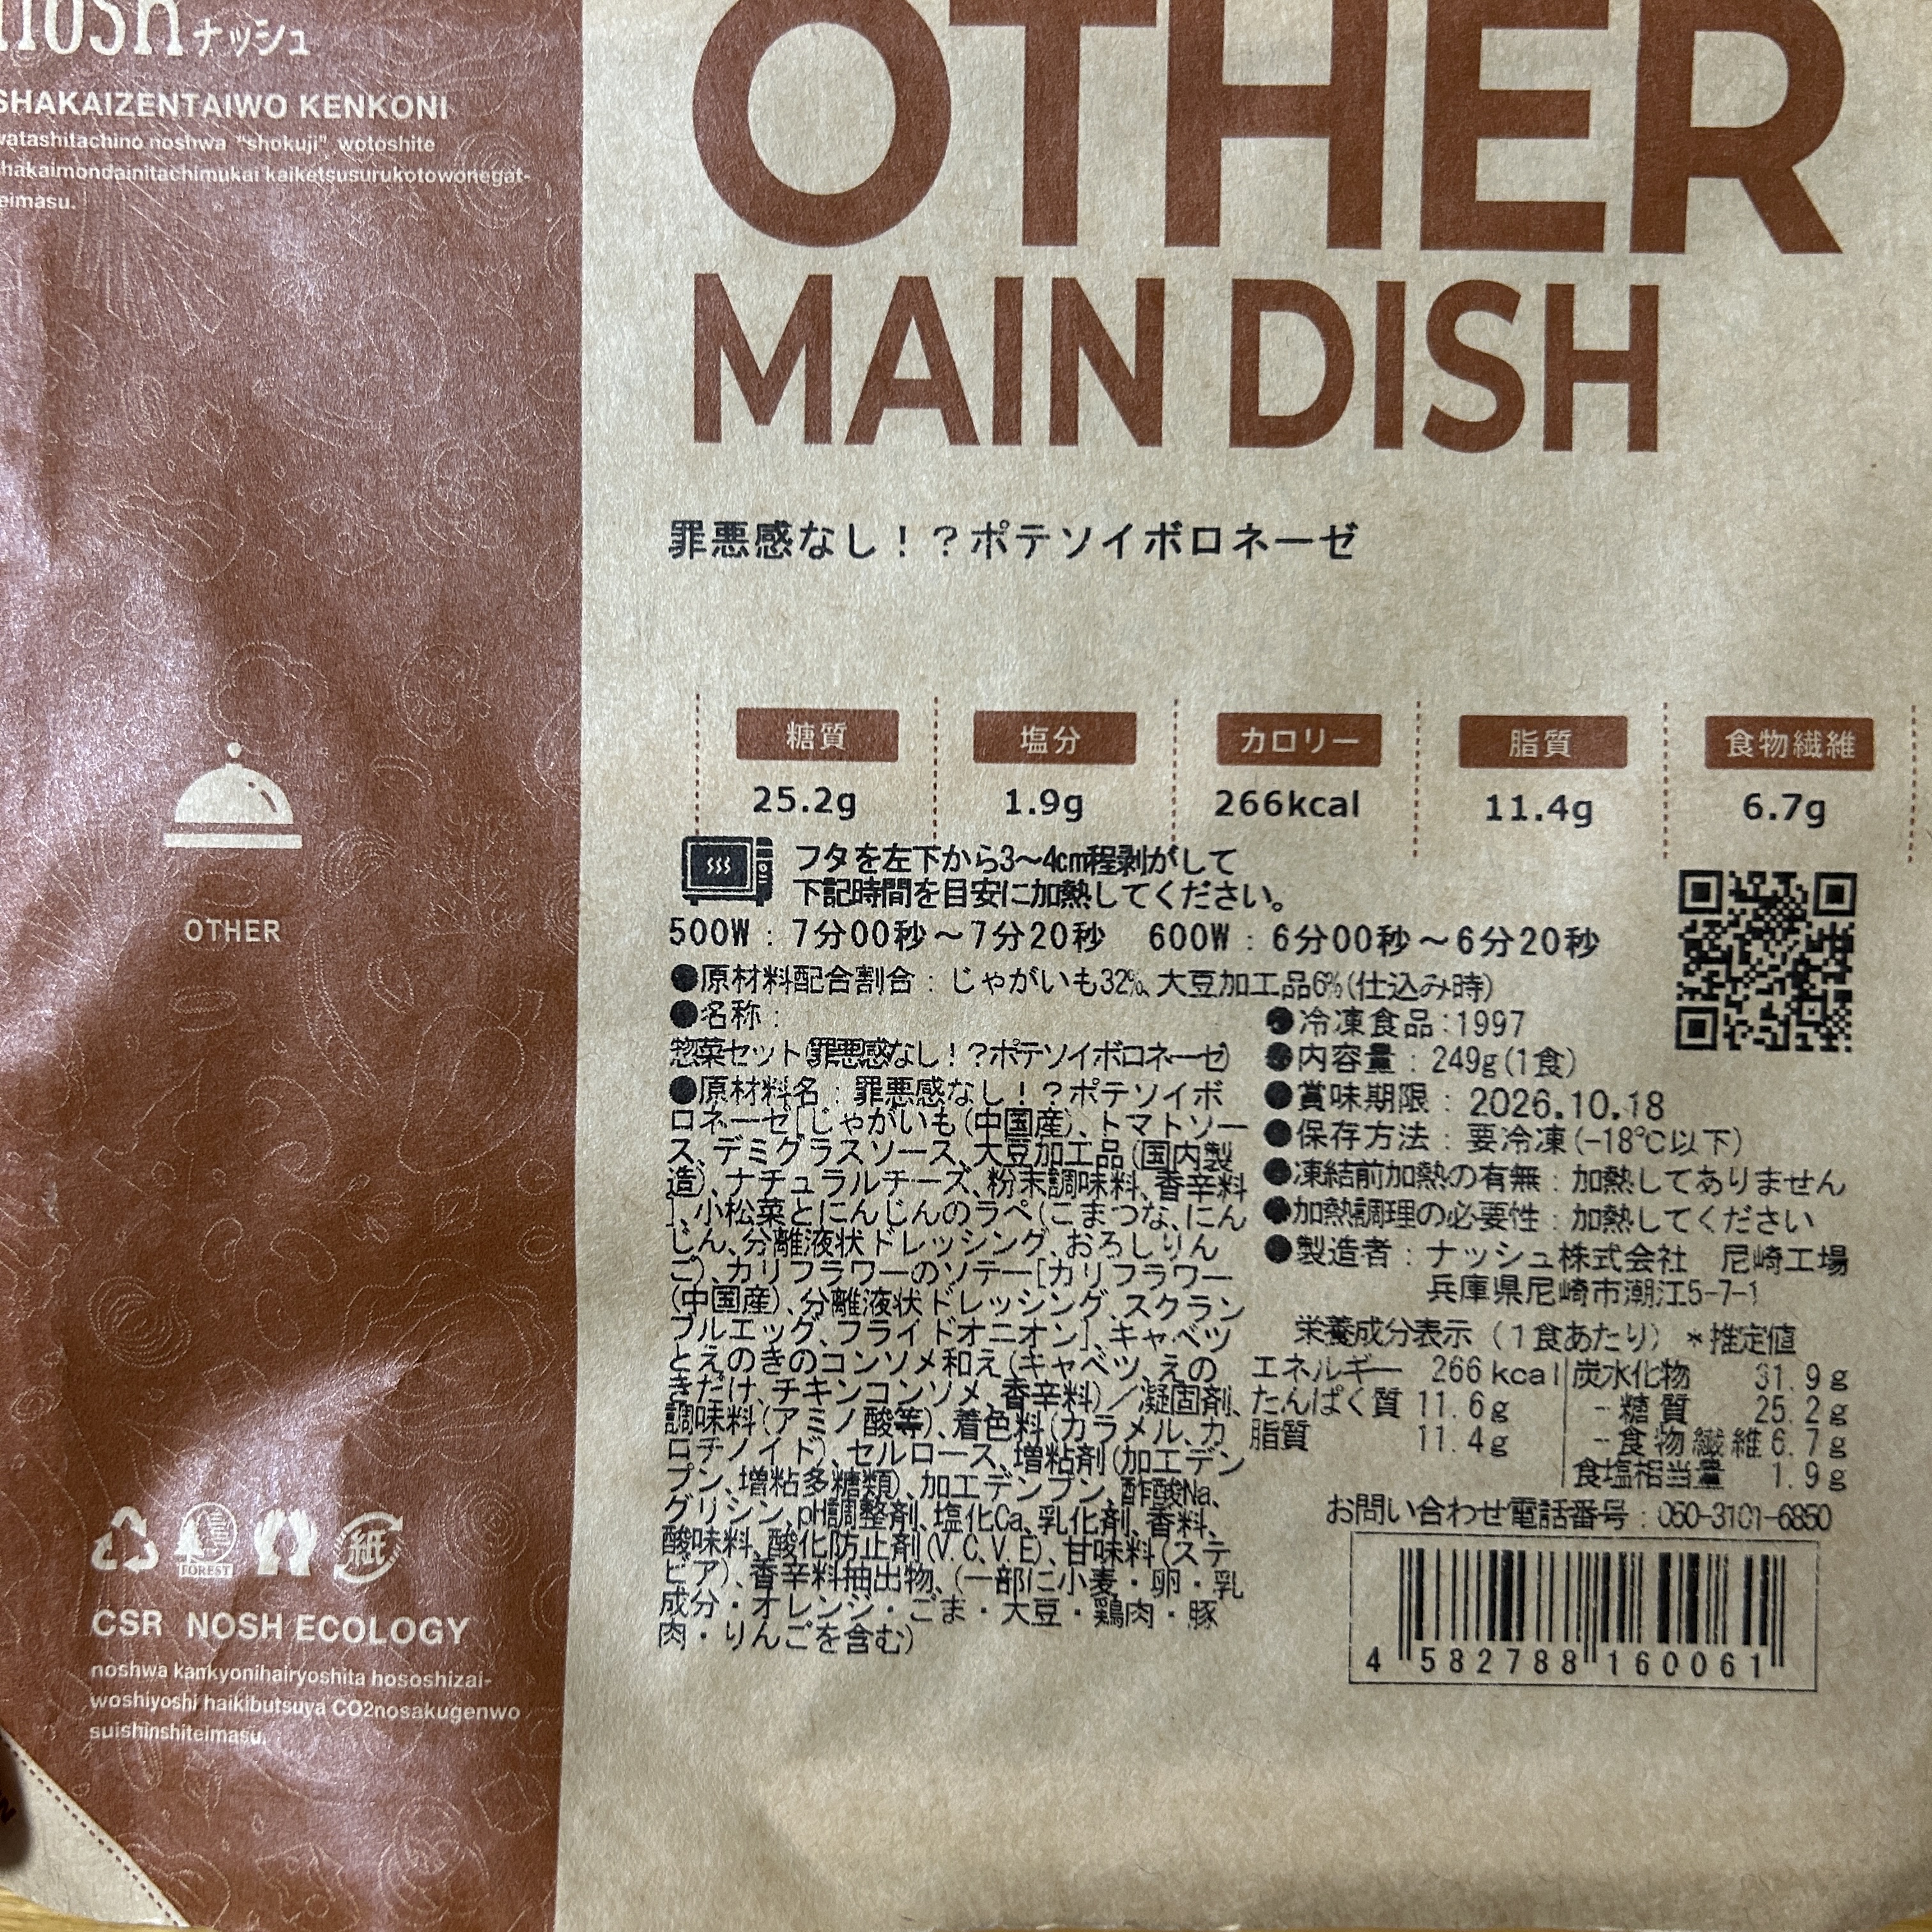 nosh ナッシュ
SHAKAIZENTAIWO KENKONI
watashitachino noshwa "shokuji" wotoshite
shakaimondainitachimukai kaiketsusurukotowonegat-
eimasu.
OTHER
MAIN DISH
罪悪感なし！？ポテソイボロネーゼ
糖質 塩分 カロリー 脂質 食物繊維
25.2g 1.9g 266kcal 11.4g 6.7g
フタを左下から3～4cm程剥がして
下記時間を目安に加熱してください。
500W：7分00秒～7分20秒 600W：6分00秒～6分20秒
●原材料配合割合：じゃがいも32%、大豆加工品6%(仕込み時)
●名称：
惣菜セット(罪悪感なし！？ポテソイボロネーゼ)
●原材料名：罪悪感なし！？ポテソイボ
ロネーゼ[じゃがいも(中国産)、トマトソー
ス、デミグラスソース、大豆加工品(国内製
造)、ナチュラルチーズ、粉末調味料、香辛料
]、小松菜とにんじんのラペ(こまつな、にん
じん、分離液状ドレッシング、おろしりん
ご)、カリフラワーのソテー[カリフラワー
(中国産)、分離液状ドレッシング、スクラン
ブルエッグ、フライドオニオン]、キャベツ
とえのきのコンソメ和え(キャベツ、えの
きだけ、チキンコンソメ、香辛料)／凝固剤、
調味料(アミノ酸等)、着色料(カラメル、カ
ロチノイド)、セルロース、増粘剤(加工デン
プン、増粘多糖類)、加工デンプン、酢酸Na、
グリシン、pH調整剤、塩化Ca、乳化剤、香料、
酸味料、酸化防止剤(V.C、V.E)、甘味料(ステ
ビア)、香辛料抽出物、(一部に小麦・卵・乳
成分・オレンジ・ごま・大豆・鶏肉・豚
肉・りんごを含む)
●冷凍食品：1997
●内容量：249g(1食)
●賞味期限：2026.10.18
●保存方法：要冷凍(-18℃以下)
●凍結前加熱の有無：加熱してありません
●加熱調理の必要性：加熱してください
●製造者：ナッシュ株式会社 尼崎工場
兵庫県尼崎市潮江5-7-1
栄養成分表示（1食あたり）＊推定値
エネルギー 266 kcal 炭水化物 31.9g
たんぱく質 11.6g -糖質 25.2g
脂質 11.4g -食物繊維 6.7g
食塩相当量 1.9g
お問い合わせ電話番号：050-3101-6850
4 582788 160061
OTHER
FOREST
紙
CSR NOSH ECOLOGY
noshwa kankyonihairyoshita hososhizai-
woshiyoshi haikibutsuya CO2nosakugenwo
suishinshiteimasu.